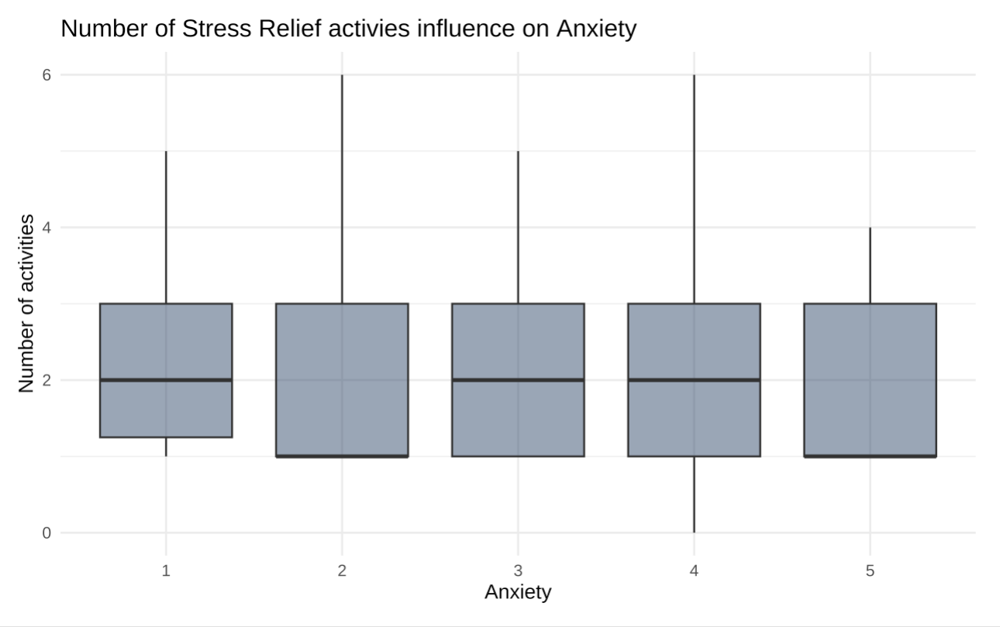 Number of Stress Relief activies influence on Anxiety
6
4
2
0
Number of activities
1 2 3 4 5
Anxiety